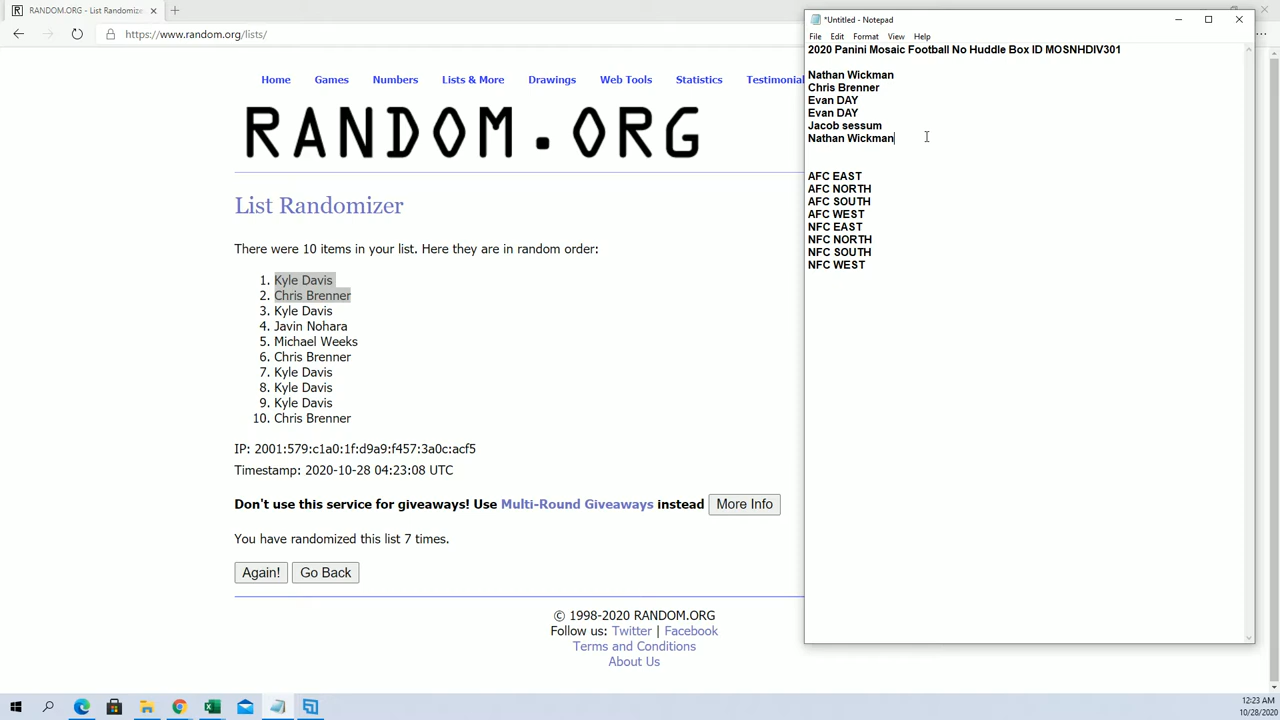 RANDOM.ORG - List Randomizer
https://www.random.org/lists/
Home Games Numbers Lists & More Drawings Web Tools Statistics Testimonial
RANDOM.ORG
List Randomizer
There were 10 items in your list. Here they are in random order:
1. Kyle Davis
2. Chris Brenner
3. Kyle Davis
4. Javin Nohara
5. Michael Weeks
6. Chris Brenner
7. Kyle Davis
8. Kyle Davis
9. Kyle Davis
10. Chris Brenner
IP: 2001:579:c1a0:1f:d9a9:f457:3a0c:acf5
Timestamp: 2020-10-28 04:23:08 UTC
Don't use this service for giveaways! Use Multi-Round Giveaways instead More Info
You have randomized this list 7 times.
Again! Go Back
© 1998-2020 RANDOM.ORG
Follow us: Twitter | Facebook
Terms and Conditions
About Us
*Untitled - Notepad
File Edit Format View Help
2020 Panini Mosaic Football No Huddle Box ID MOSNHDIV301
Nathan Wickman
Chris Brenner
Evan DAY
Evan DAY
Jacob sessum
Nathan Wickman
AFC EAST
AFC NORTH
AFC SOUTH
AFC WEST
NFC EAST
NFC NORTH
NFC SOUTH
NFC WEST
12:23 AM
10/28/2020